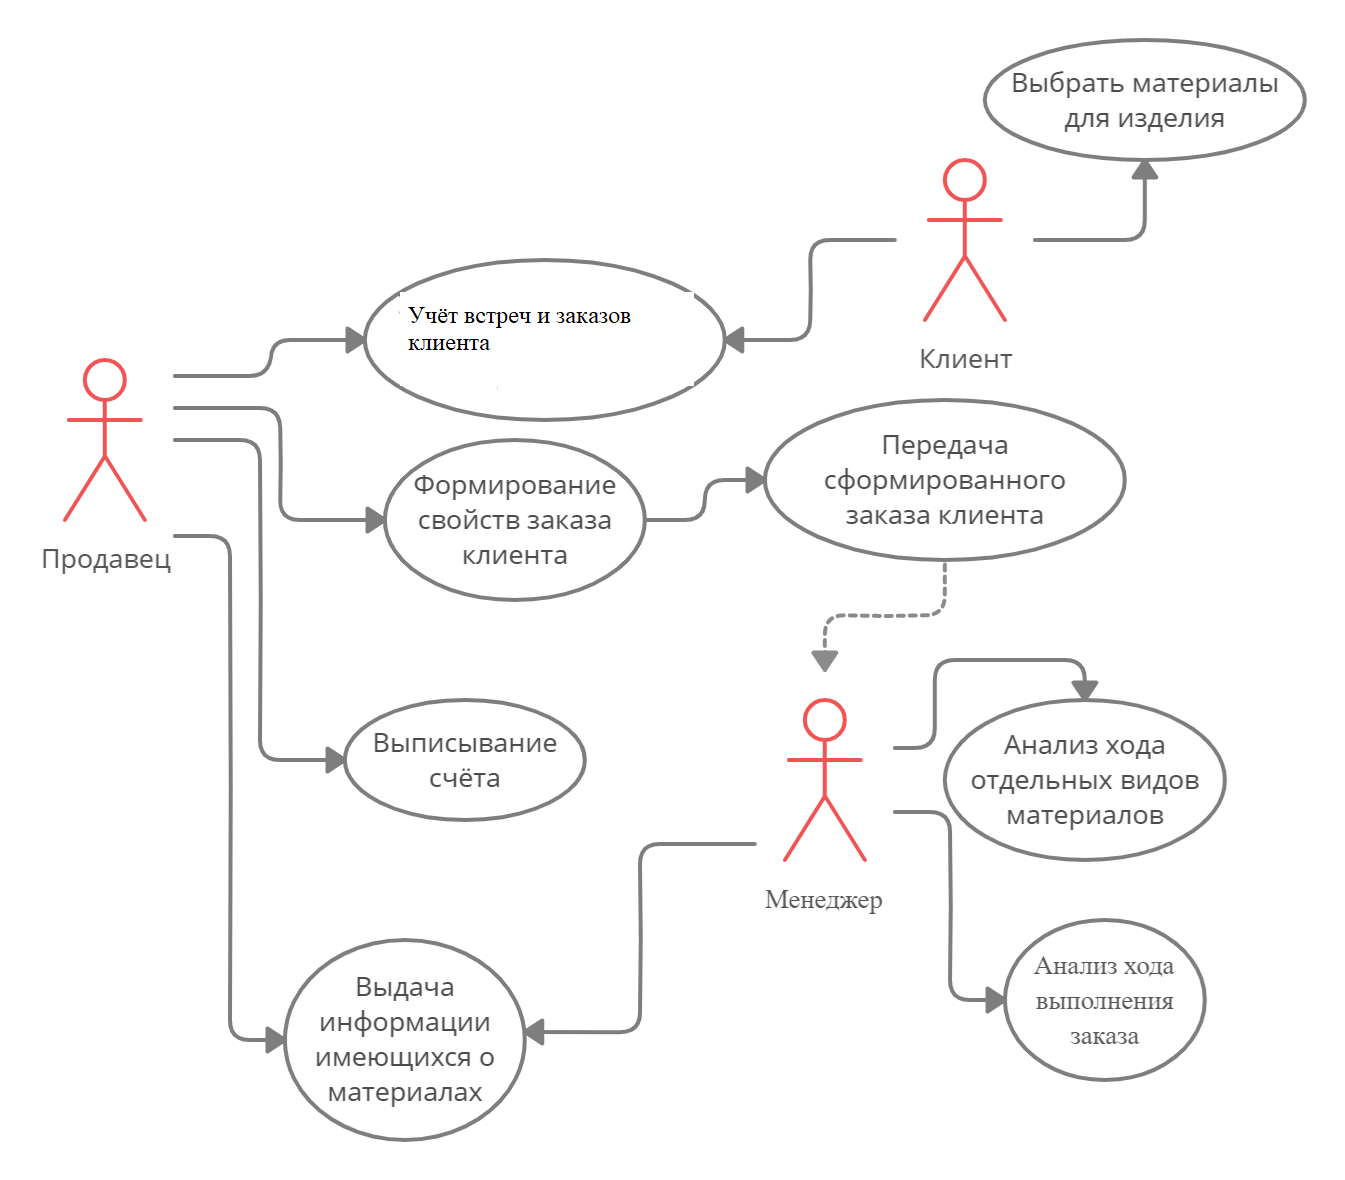 Выбрать материалы
для изделия
Учёт встреч и заказов
клиента
Клиент
Передача
сформированного
заказа клиента
Формирование
свойств заказа
клиента
Продавец
Выписывание
счёта
Анализ хода
отдельных видов
материалов
Менеджер
Анализ хода
выполнения
заказа
Выдача
информации
имеющихся о
материалах